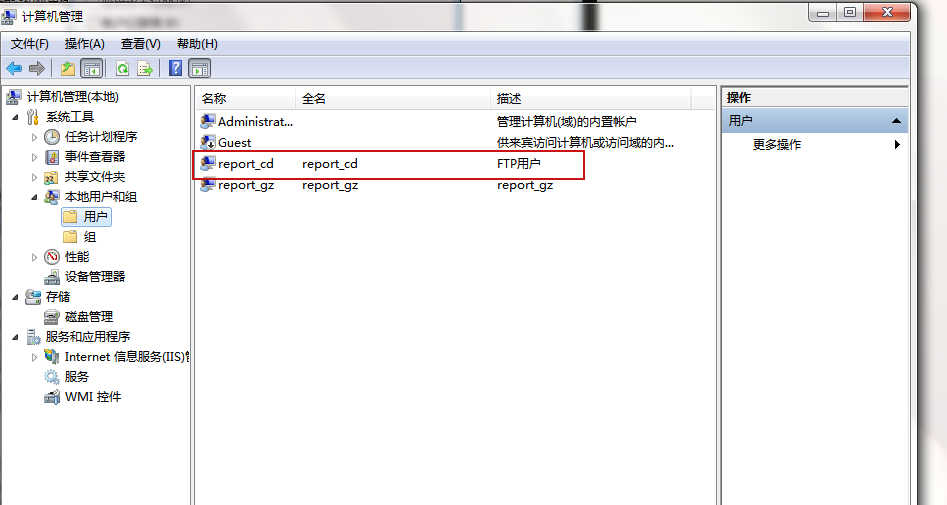 计算机管理
文件(F) 操作(A) 查看(V) 帮助(H)
计算机管理(本地)
系统工具
任务计划程序
事件查看器
共享文件夹
本地用户和组
用户
组
性能
设备管理器
存储
磁盘管理
服务和应用程序
Internet 信息服务(IIS)管
服务
WMI 控件
名称 全名 描述
Administrat... 管理计算机(域)的内置帐户
Guest 供来宾访问计算机或访问域的内...
report_cd report_cd FTP用户
report_gz report_gz report_gz
操作
用户
更多操作